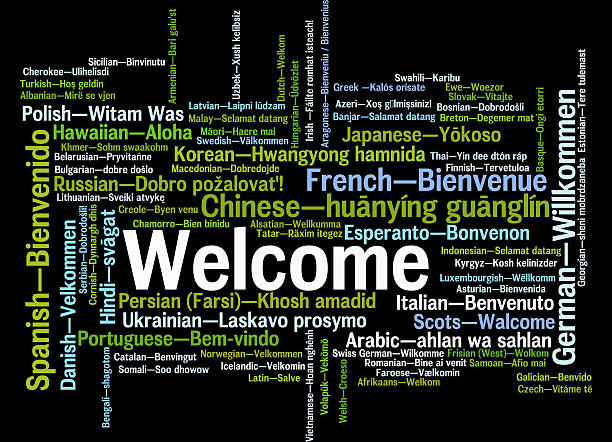 Sicilian—Binvinutu
Cherokee—Ulihelisdi
Turkish—Hoş geldin
Albanian—Mirë se vjen
Armenian—Bari galu'st
Uzbek—Xush kelibsiz
Dutch—Welkom
Hungarian—Üdvözlet
Irish—Fáilte romhat isteach!
Aragonese—Bienveniu / Bienvenius
Swahili—Karibu
Greek—Kalós orísate
Ewe—Woezor
Slovak—Vitajte
Polish—Witam Was
Latvian—Laipni lūdzam
Malay—Selamat datang
Azeri—Xoş gəlmişsiniz!
Bosnian—Dobrodošli
Banjar—Selamat datang
Breton—Degemer mat
Hawaiian—Aloha
Māori—Haere mai
Swedish—Välkommen
Japanese—Yōkoso
Khmer—Sohm swaakohm
Belarusian—Pryvitańne
Korean—Hwangyong hamnida
Thai—Yin dee dtôn ráp
Finnish—Tervetuloa
Basque—Ongi etorri
Estonian—Tere tulemast
Georgian—sheni mobrdzaneba
Bulgarian—dobre došlo
Macedonian—Dobredojde
Russian—Dobro požalovat'!
French—Bienvenue
Lithuanian—Sveiki atvykę
Creole—Byen venu
Chinese—huānyíng guānglín
Chamorro—Bien binidu
Alsatian—Wellkumma
Tatar—Räxim itegez
Esperanto—Bonvenon
Spanish—Bienvenido
Danish—Velkommen
Serbian—Dobrodošli!
Cornish—Dynnargh dhis
Hindi—svāgat
German—Willkommen
Welcome
Indonesian—Selamat datang
Kyrgyz—Kosh kelinizder
Luxembourgish—Wëllkomm
Asturian—Bienvenida
Persian (Farsi)—Khosh amadid
Italian—Benvenuto
Ukrainian—Laskavo prosymo
Scots—Walcome
Portuguese—Bem-vindo
Arabic—ahlan wa sahlan
Bengali—shagotom
Catalan—Benvingut
Somali—Soo dhowow
Norwegian—Velkommen
Icelandic—Velkomin
Latin—Salve
Vietnamese—Hoan nghênh
Volapük—Vekömö
Welsh—Croeso
Swiss German—Wilkomme
Frisian (West)—Wolkom
Romanian—Bine ai venit
Samoan—Afio mai
Faroese—Vælkomin
Afrikaans—Welkom
Galician—Benvido
Czech—Vítáme tě